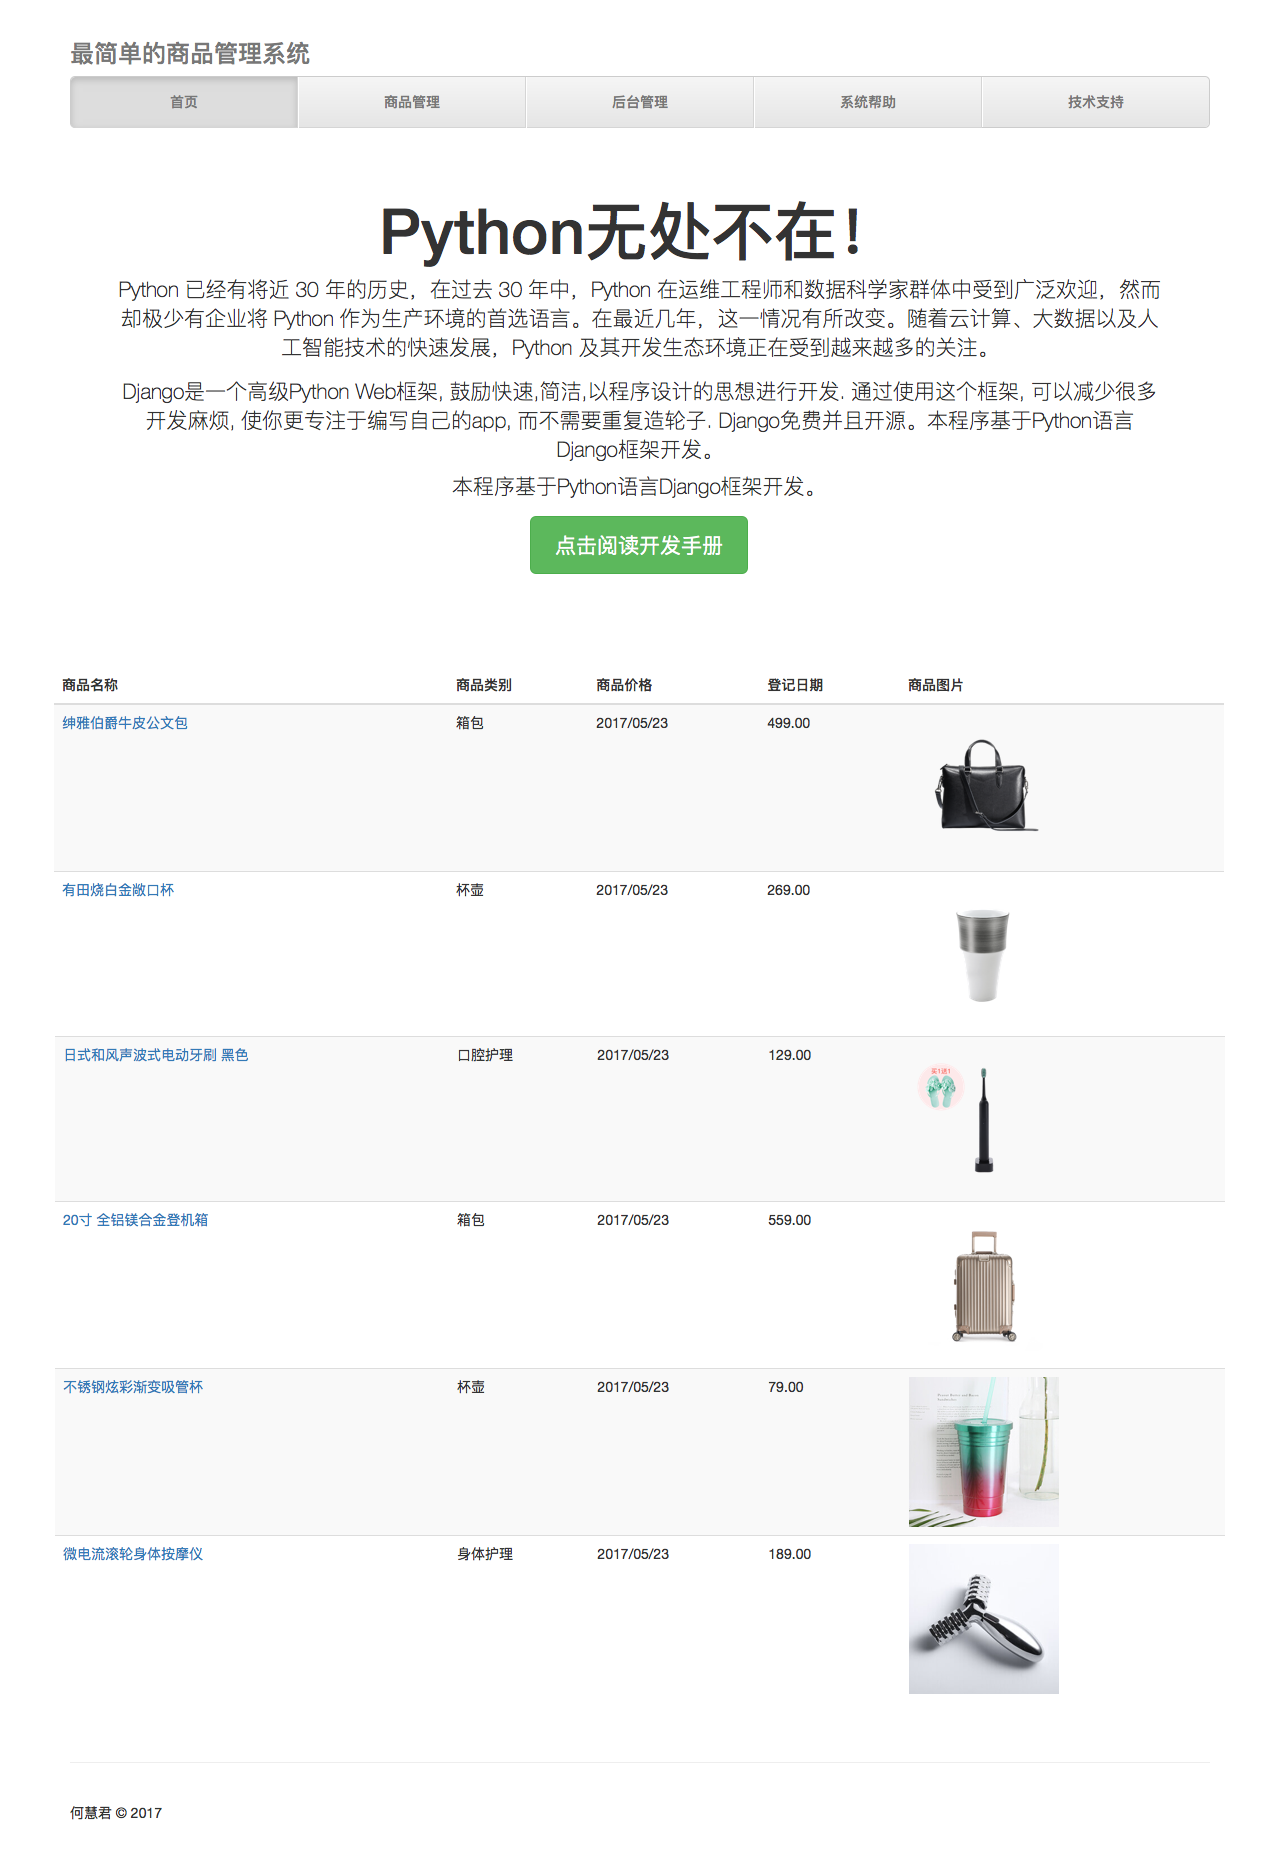 最简单的商品管理系统
首页 商品管理 后台管理 系统帮助 技术支持
Python无处不在！
Python 已经有将近 30 年的历史，在过去 30 年中，Python 在运维工程师和数据科学家群体中受到广泛欢迎，然而
却极少有企业将 Python 作为生产环境的首选语言。在最近几年，这一情况有所改变。随着云计算、大数据以及人
工智能技术的快速发展，Python 及其开发生态环境正在受到越来越多的关注。
Django是一个高级Python Web框架, 鼓励快速,简洁,以程序设计的思想进行开发. 通过使用这个框架, 可以减少很多
开发麻烦, 使你更专注于编写自己的app, 而不需要重复造轮子. Django免费并且开源。本程序基于Python语言
Django框架开发。
本程序基于Python语言Django框架开发。
点击阅读开发手册
商品名称 商品类别 商品价格 登记日期 商品图片
绅雅伯爵牛皮公文包 箱包 2017/05/23 499.00
有田烧白金敞口杯 杯壶 2017/05/23 269.00
日式和风声波式电动牙刷 黑色 口腔护理 2017/05/23 129.00
买1送1
20寸 全铝镁合金登机箱 箱包 2017/05/23 559.00
不锈钢炫彩渐变吸管杯 杯壶 2017/05/23 79.00
微电流滚轮身体按摩仪 身体护理 2017/05/23 189.00
何慧君 © 2017